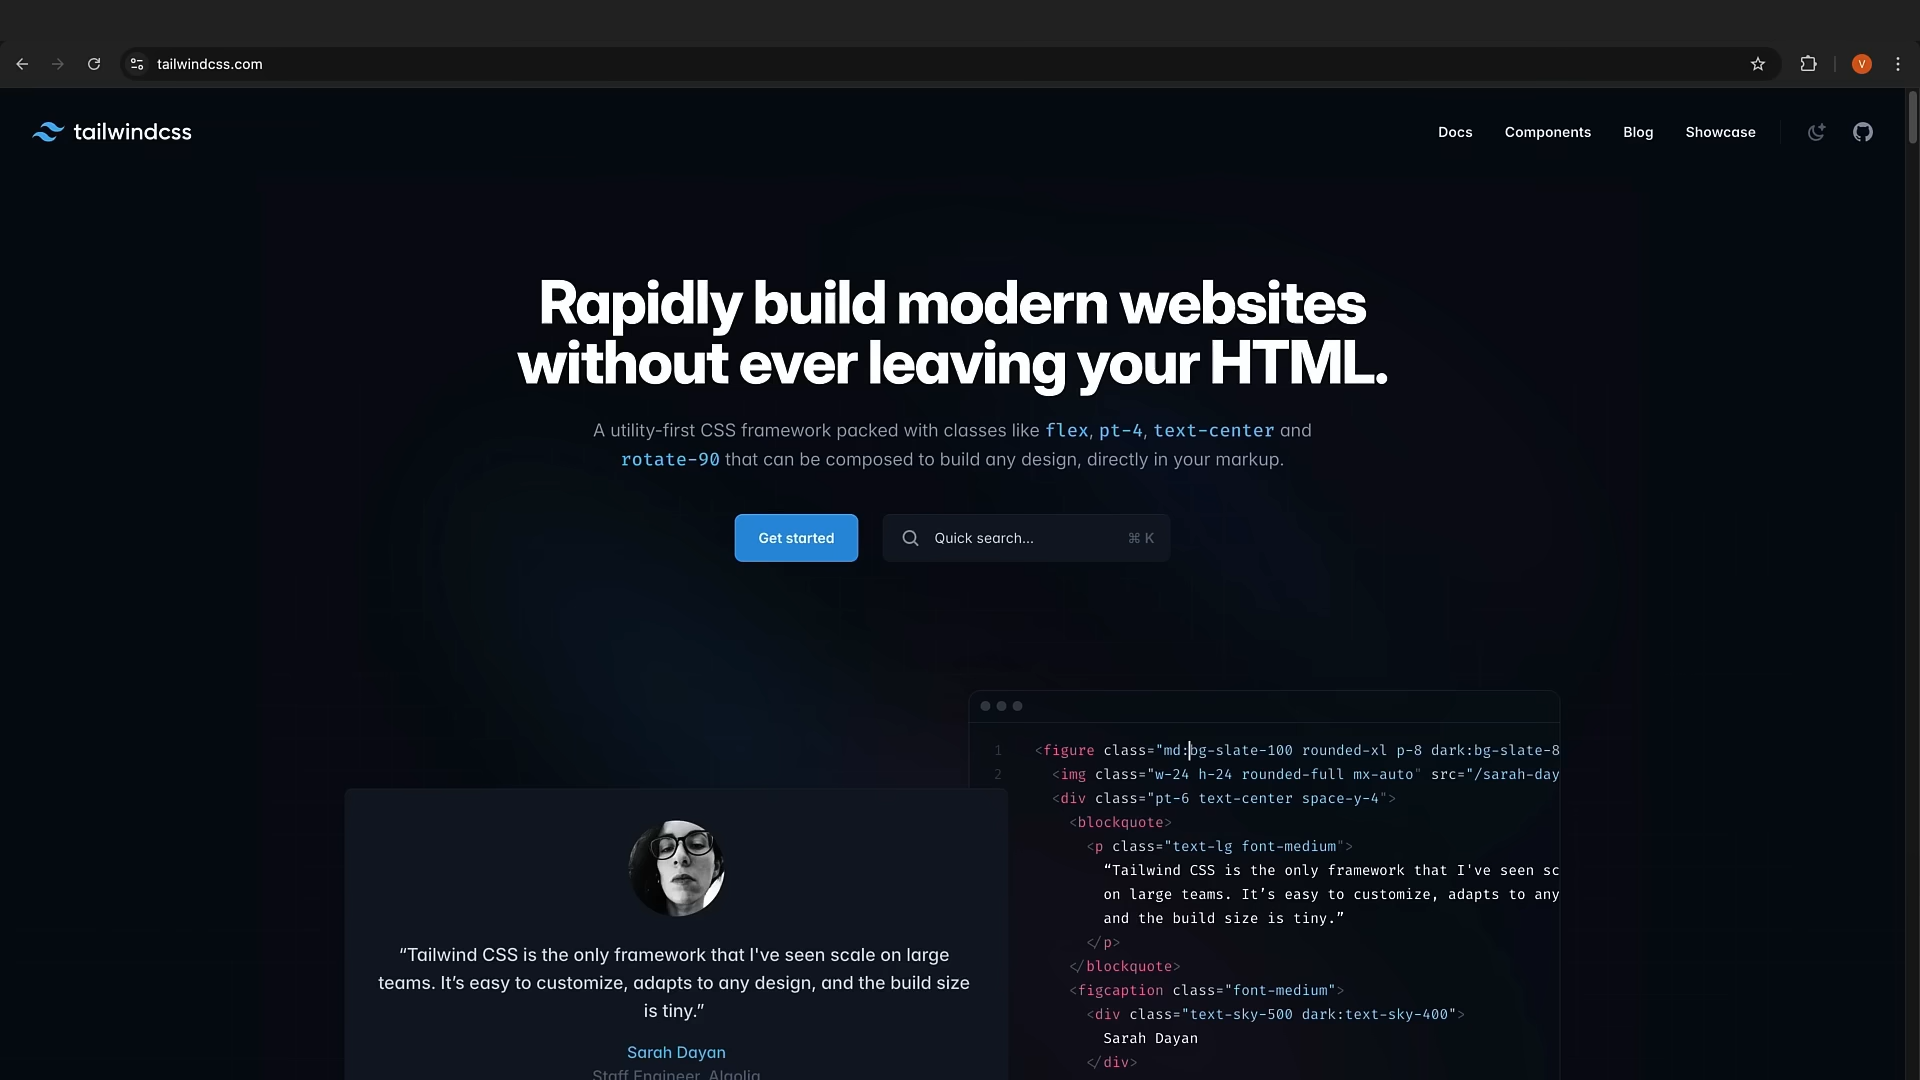 tailwindcss.com
V
tailwindcss
Docs Components Blog Showcase
Rapidly build modern websites
without ever leaving your HTML.
A utility-first CSS framework packed with classes like flex, pt-4, text-center and
rotate-90 that can be composed to build any design, directly in your markup.
Get started
Quick search... ⌘ K
1 <figure class="md:bg-slate-100 rounded-xl p-8 dark:bg-slate-8
2 <img class="w-24 h-24 rounded-full mx-auto" src="/sarah-day
<div class="pt-6 text-center space-y-4">
<blockquote>
<p class="text-lg font-medium">
“Tailwind CSS is the only framework that I've seen sc
on large teams. It’s easy to customize, adapts to any
and the build size is tiny.”
</p>
</blockquote>
<figcaption class="font-medium">
<div class="text-sky-500 dark:text-sky-400">
Sarah Dayan
</div>
“Tailwind CSS is the only framework that I've seen scale on large
teams. It’s easy to customize, adapts to any design, and the build size
is tiny.”
Sarah Dayan
Staff Engineer, Algolia